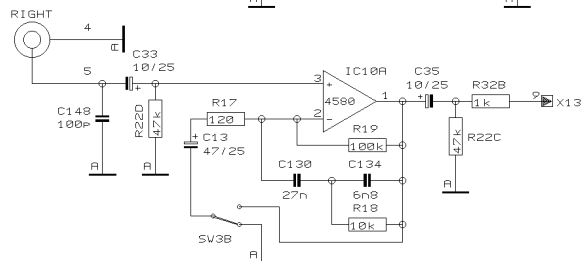 RIGHT
4
A
5
C33
10/25
+
C148
100p
A
R22D
47k
A
R17
120
+
C13
47/25
3
+
2
-
4580
IC10A
1
R19
100k
C130
27n
C134
6n8
R18
10k
SW3B
A
C35
10/25
+
R22C
47k
A
R32B
1k
9
X13